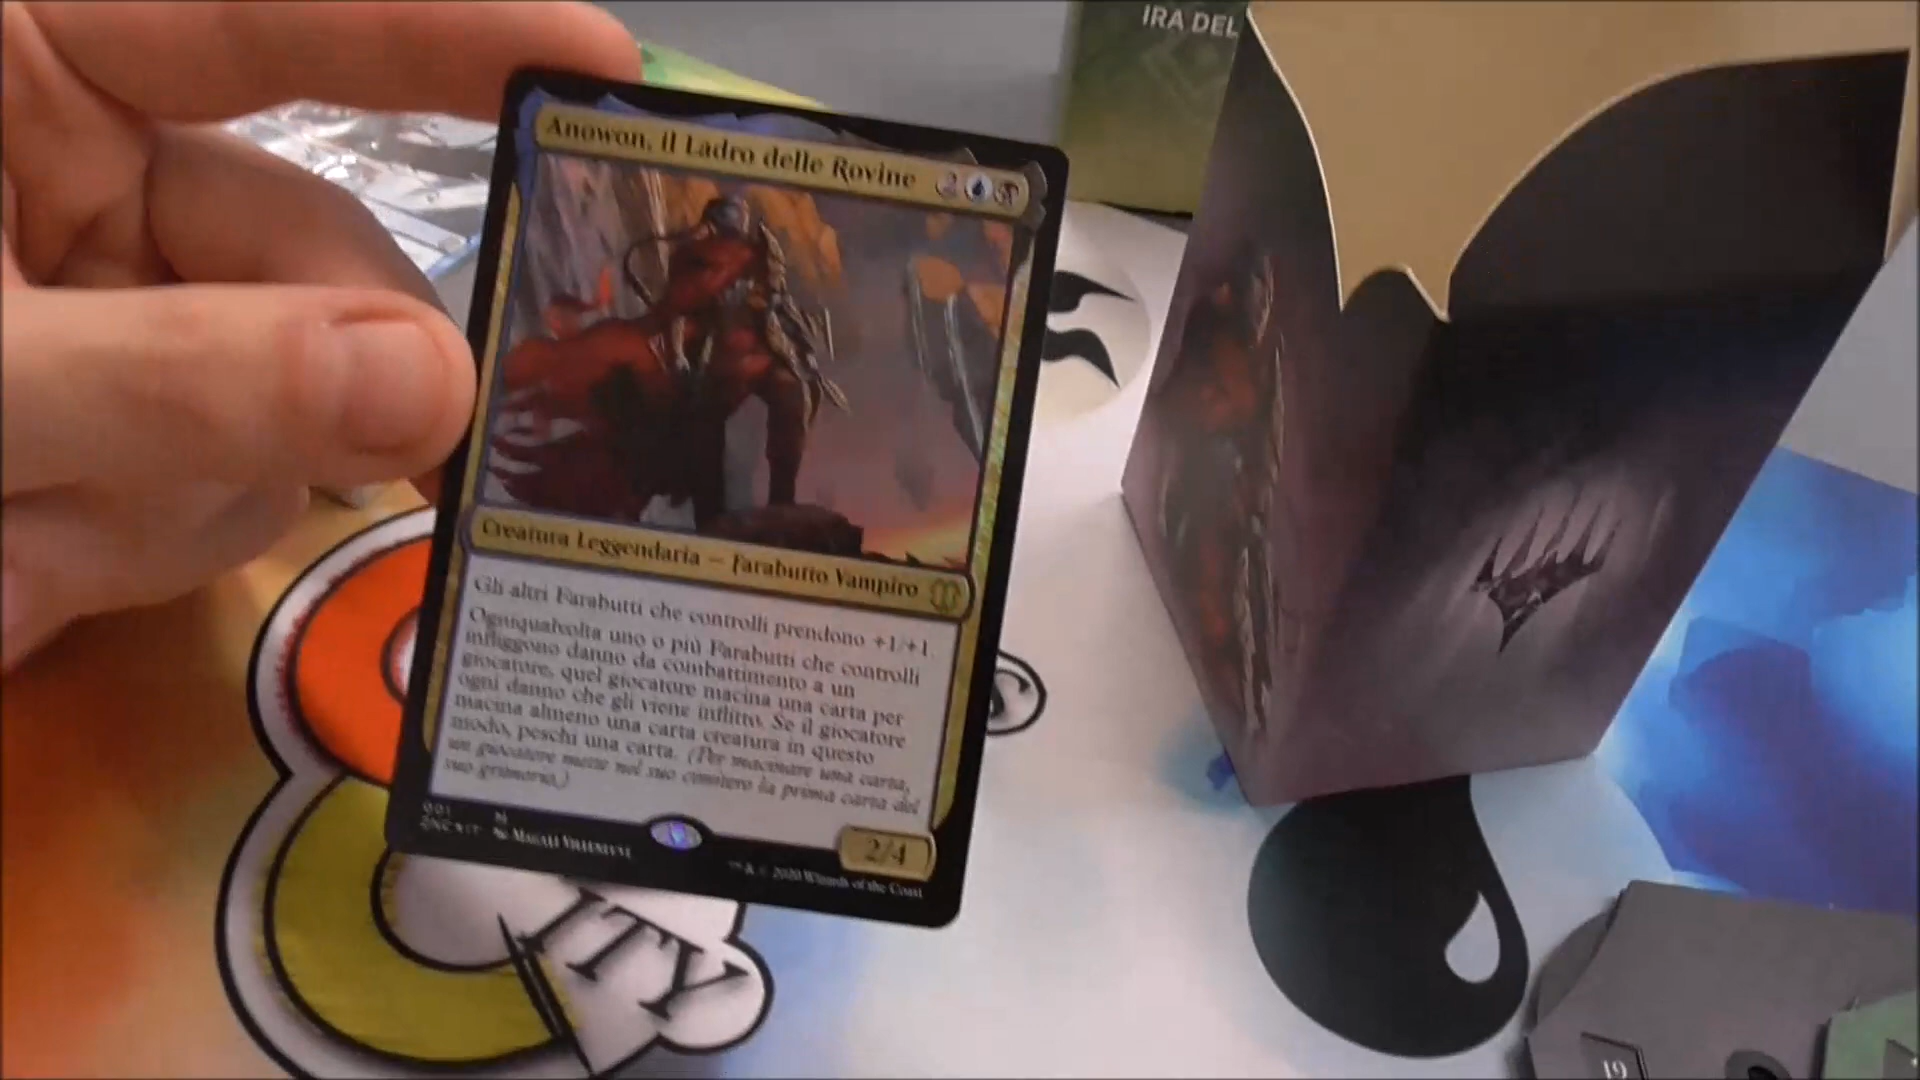 IRA DEL
Anowon, il Ladro delle Rovine
2
Creatura Leggendaria – Farabutto Vampiro
Gli altri Farabutti che controlli prendono +1/+1.
Ogniqualvolta uno o più Farabutti che controlli
infliggono danno da combattimento a un
giocatore, quel giocatore macina una carta per
ogni danno che gli viene inflitto. Se il giocatore
macina almeno una carta creatura in questo
modo, peschi una carta. (Per macinare una carta,
un giocatore mette nel suo cimitero la prima carta del
suo grimorio.)
001 M
ZNC • IT Magali Villeneuve
2/4
™ & © 2020 Wizards of the Coast
ITY
19